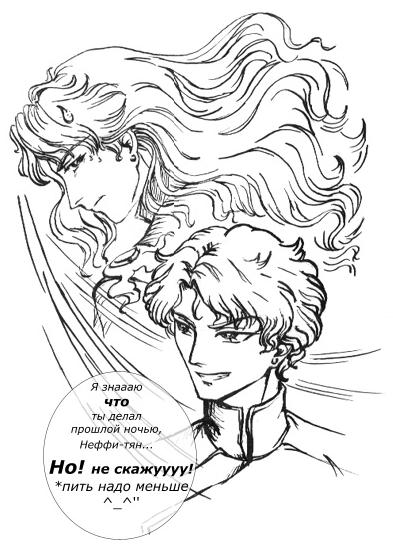 Я знаааю
что
ты делал
прошлой ночью,
Неффи-тян...
Но! не скажуууу!
*пить надо меньше
^_^"